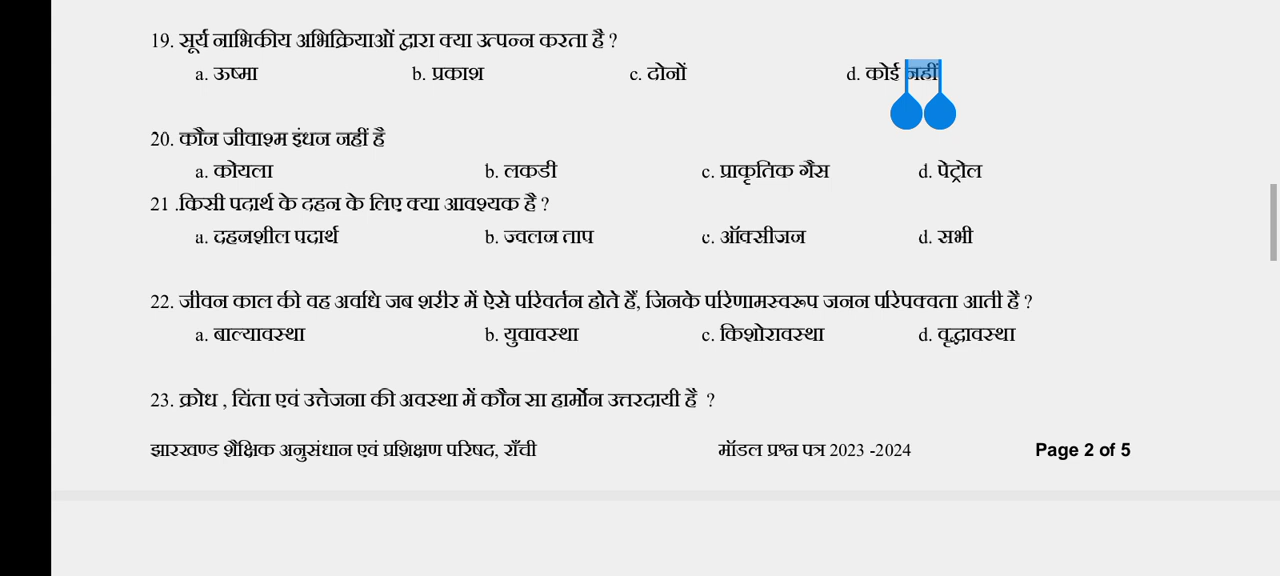 19. सूर्य नाभिकीय अभिक्रियाओं द्वारा क्या उत्पन्न करता है ?
a. ऊष्मा b. प्रकाश c. दोनों d. कोई नहीं
20. कौन जीवाश्म इंधन नहीं है
a. कोयला b. लकडी c. प्राकृतिक गैस d. पेट्रोल
21 .किसी पदार्थ के दहन के लिए क्या आवश्यक है ?
a. दहनशील पदार्थ b. ज्वलन ताप c. ऑक्सीजन d. सभी
22. जीवन काल की वह अवधि जब शरीर में ऐसे परिवर्तन होते हैं, जिनके परिणामस्वरूप जनन परिपक्वता आती है ?
a. बाल्यावस्था b. युवावस्था c. किशोरावस्था d. वृद्धावस्था
23. क्रोध , चिंता एवं उत्तेजना की अवस्था में कौन सा हार्मोन उत्तरदायी हैं ?
झारखण्ड शैक्षिक अनुसंधान एवं प्रशिक्षण परिषद, राँची मॉडल प्रश्न पत्र 2023 -2024 Page 2 of 5